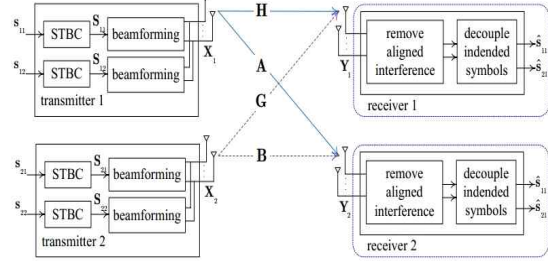 s₁₁ STBC S₁₁ beamforming
s₁₂ STBC S₁₂ beamforming
X₁
transmitter 1
s₂₁ STBC S₂₁ beamforming
s₂₂ STBC S₂₂ beamforming
X₂
transmitter 2
H
A
G
B
Y₁
remove
aligned
interference
decouple
indended
symbols
ŝ₁₁
ŝ₂₁
receiver 1
Y₂
remove
aligned
interference
decouple
indended
symbols
ŝ₁₁
ŝ₂₁
receiver 2